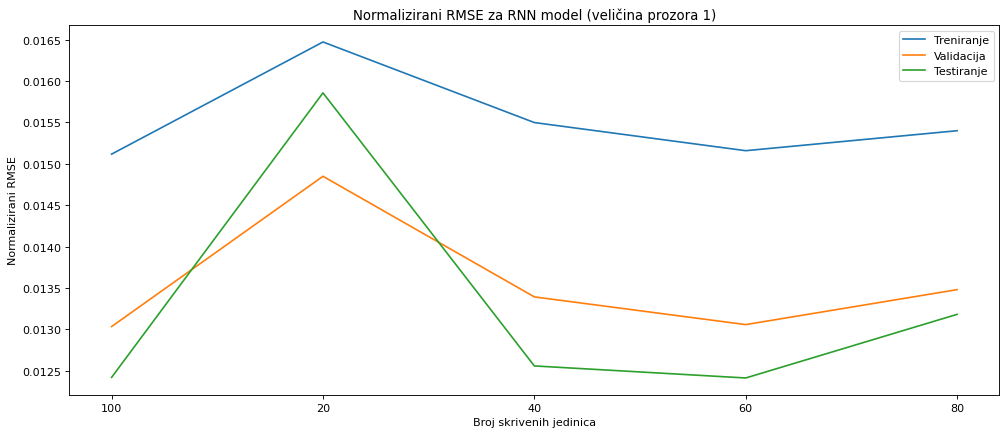 Normalizirani RMSE za RNN model (veličina prozora 1)
Treniranje
Validacija
Testiranje
Normalizirani RMSE
0.0165
0.0160
0.0155
0.0150
0.0145
0.0140
0.0135
0.0130
0.0125
100 20 40 60 80
Broj skrivenih jedinica